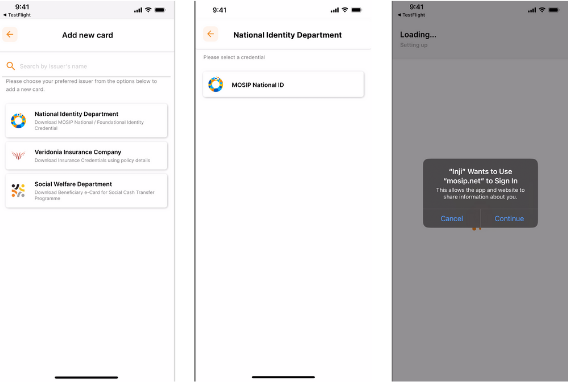 9:41
◄ TestFlight
Add new card
Search by Issuer's name
Please choose your preferred issuer from the options below to
add a new card.
National Identity Department
Download MOSIP National / Foundational Identity
Credential
Veridonia Insurance Company
Download Insurance Credentials using policy details
Social Welfare Department
Download Beneficiary e-Card for Social Cash Transfer
Programme
9:41
National Identity Department
Please select a credential
MOSIP National ID
9:41
◄ TestFlight
Loading...
Setting up
"Inji" Wants to Use
"mosip.net" to Sign In
This allows the app and website to
share information about you.
Cancel
Continue